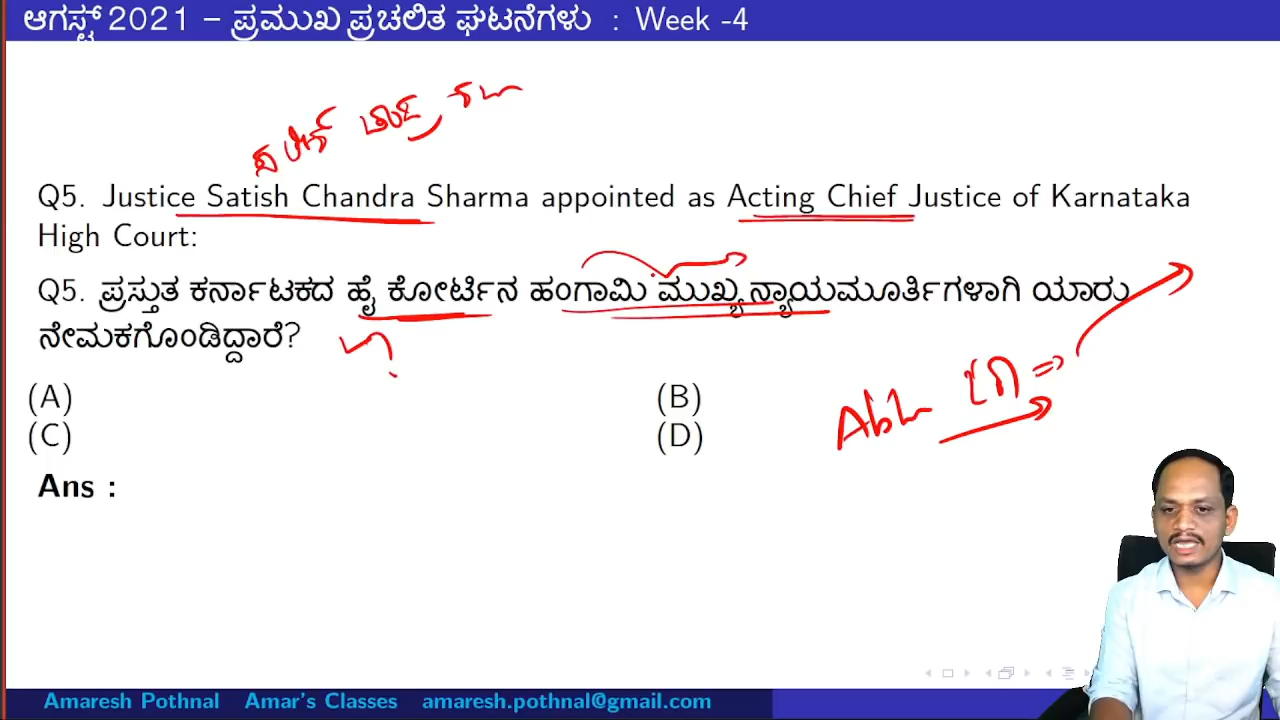 ಆಗಸ್ಟ್ 2021 – ಪ್ರಮುಖ ಪ್ರಚಲಿತ ಘಟನೆಗಳು : Week -4
Q5. Justice Satish Chandra Sharma appointed as Acting Chief Justice of Karnataka
High Court:
Q5. ಪ್ರಸ್ತುತ ಕರ್ನಾಟಕದ ಹೈ ಕೋರ್ಟಿನ ಹಂಗಾಮಿ ಮುಖ್ಯ ನ್ಯಾಯಮೂರ್ತಿಗಳಾಗಿ ಯಾರು
ನೇಮಕಗೊಂಡಿದ್ದಾರೆ?
(A) (B)
(C) (D)
Ans :
Amaresh Pothnal Amar's Classes amaresh.pothnal@gmail.com